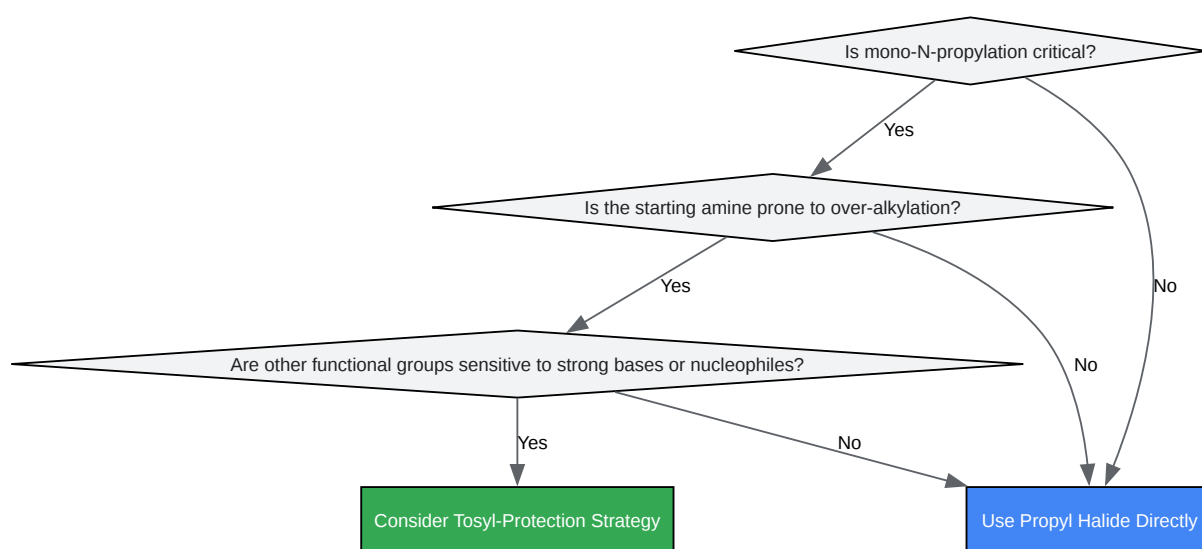 Is mono-N-propylation critical?
Yes
Is the starting amine prone to over-alkylation?
Yes
No
Are other functional groups sensitive to strong bases or nucleophiles?
No
Yes
No
Consider Tosyl-Protection Strategy
Use Propyl Halide Directly